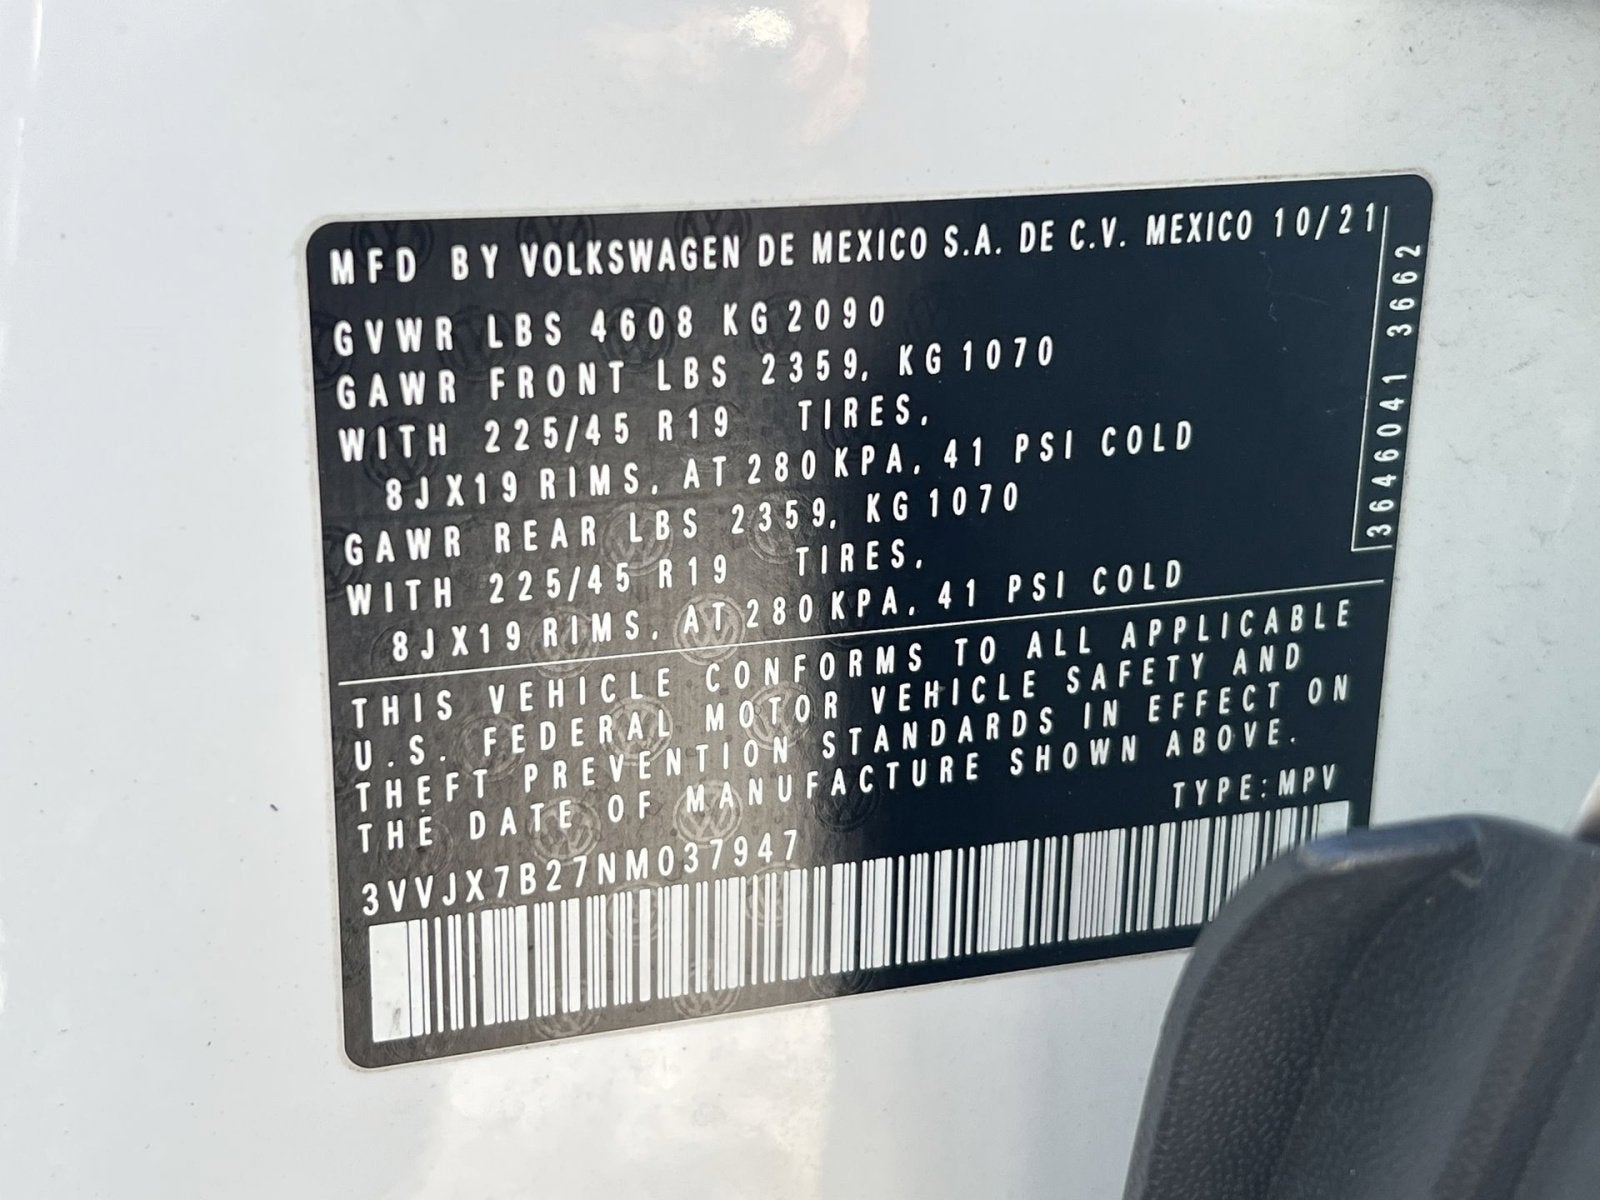 MFD BY VOLKSWAGEN DE MEXICO S.A. DE C.V. MEXICO 10/21
GVWR LBS 4608 KG 2090
GAWR FRONT LBS 2359, KG 1070
WITH 225/45 R19 TIRES,
8JX19 RIMS, AT 280 KPA, 41 PSI COLD
GAWR REAR LBS 2359, KG 1070
WITH 225/45 R19 TIRES,
8JX19 RIMS, AT 280 KPA, 41 PSI COLD
3646041 3662
THIS VEHICLE CONFORMS TO ALL APPLICABLE
U.S. FEDERAL MOTOR VEHICLE SAFETY AND
THEFT PREVENTION STANDARDS IN EFFECT ON
THE DATE OF MANUFACTURE SHOWN ABOVE.
TYPE:MPV
3VVJX7B27NM037947